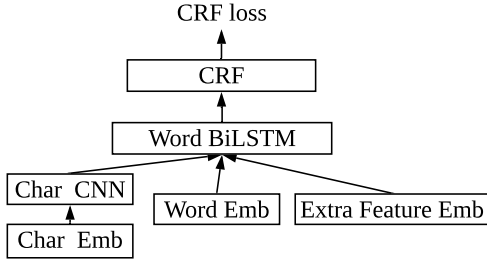 CRF loss
CRF
Word BiLSTM
Char CNN
Word Emb
Extra Feature Emb
Char Emb